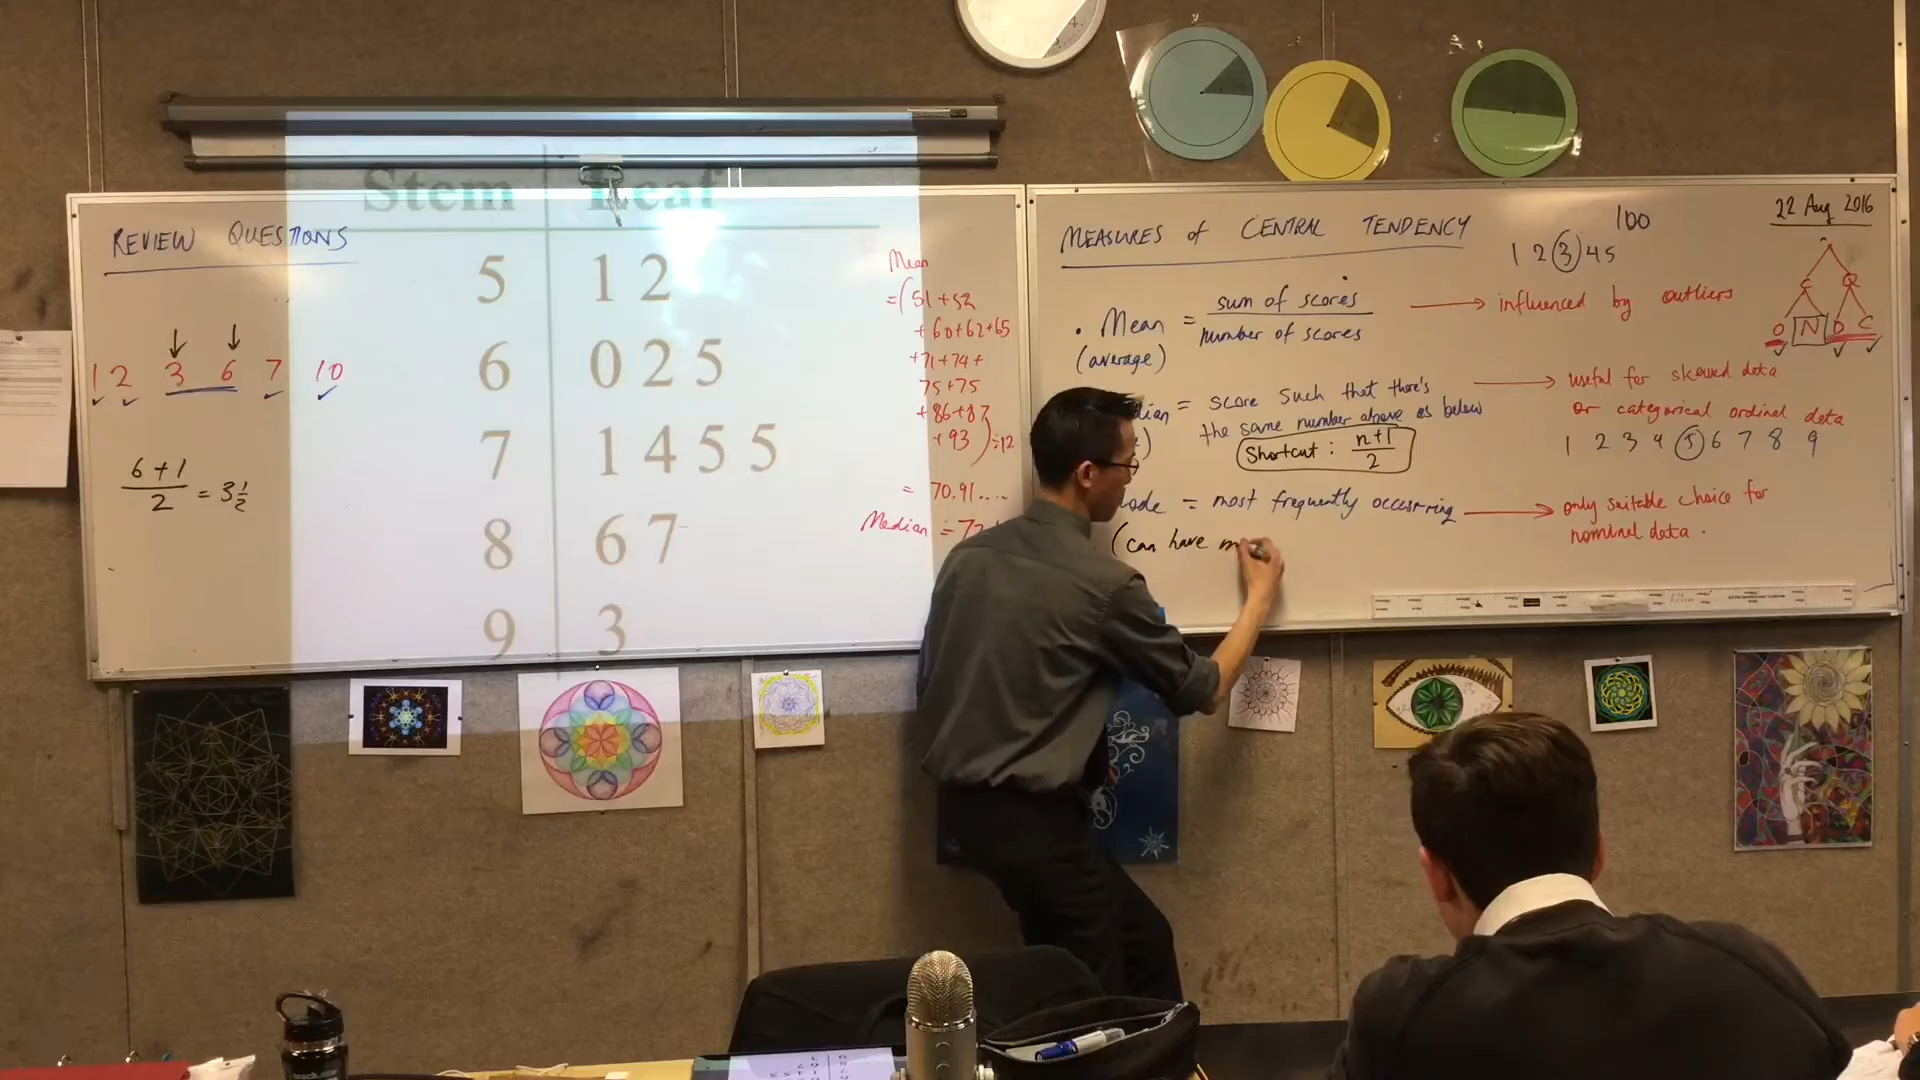 REVIEW QUESTIONS
1 2 3 6 7 10
6+1
2
= 3 1/2
Stem Leaf
5 1 2
6 0 2 5
7 1 4 5 5
8 6 7
9 3
Mean
= (51+52
+60+62+65
+71+74+
75+75
+86+87
+93) ÷12
= 70.91....
Median =
MEASURES of CENTRAL TENDENCY
1 2 3 4 5
100
22 Aug 2016
C Q
O N D C
• Mean = sum of scores
number of scores
(average)
influenced by outliers
= score such that there's
the same number above as below
Shortcut : n+1
2
useful for skewed data
or categorical ordinal data
1 2 3 4 5 6 7 8 9
ode = most frequently occurring
(can have m
only suitable choice for
nominal data.